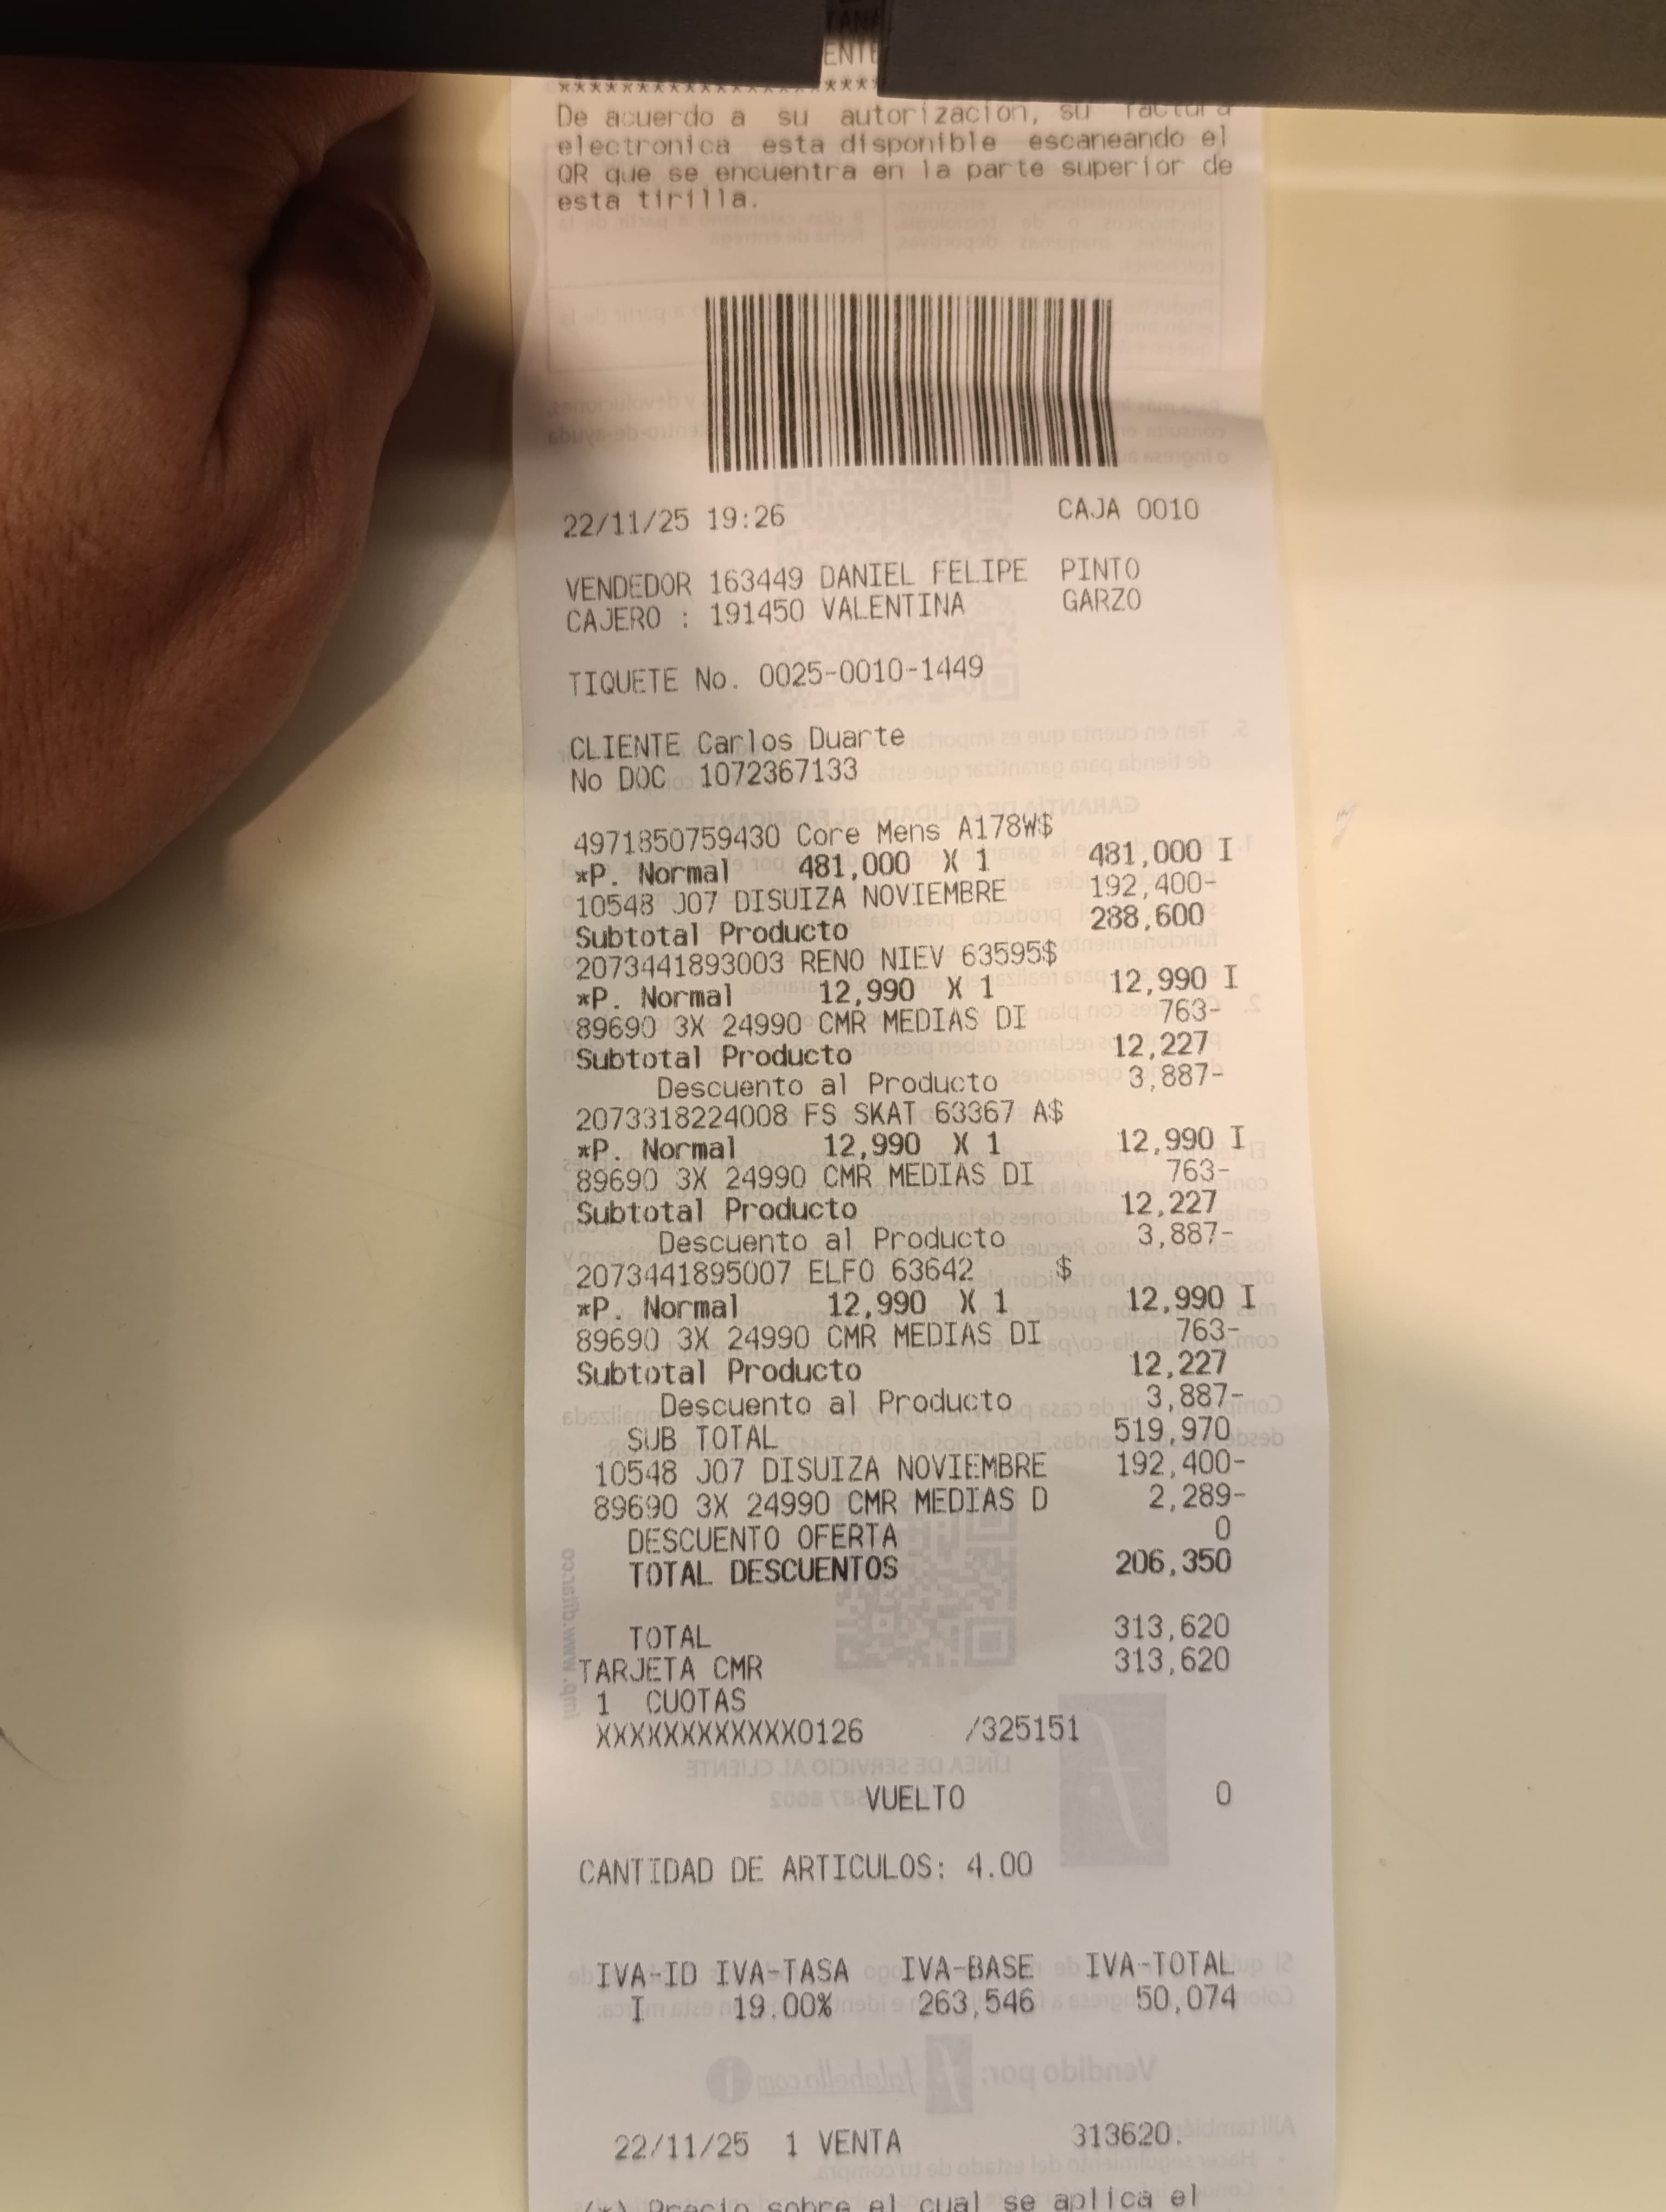 ENTE
De acuerdo a su autorizacion, su factura
electronica esta disponible escaneando el
QR que se encuentra en la parte superior de
esta tirilla.
22/11/25 19:26 CAJA 0010
VENDEDOR 163449 DANIEL FELIPE PINTO
CAJERO : 191450 VALENTINA GARZO
TIQUETE No. 0025-0010-1449
CLIENTE Carlos Duarte
No DOC 1072367133
4971850759430 Core Mens A178W$
*P. Normal 481,000 X 1 481,000 I
10548 J07 DISUIZA NOVIEMBRE 192,400-
Subtotal Producto 288,600
2073441893003 RENO NIEV 63595$
*P. Normal 12,990 X 1 12,990 I
89690 3X 24990 CMR MEDIAS DI 763-
Subtotal Producto 12,227
Descuento al Producto 3,887-
2073318224008 FS SKAT 63367 A$
*P. Normal 12,990 X 1 12,990 I
89690 3X 24990 CMR MEDIAS DI 763-
Subtotal Producto 12,227
Descuento al Producto 3,887-
2073441895007 ELFO 63642 $
*P. Normal 12,990 X 1 12,990 I
89690 3X 24990 CMR MEDIAS DI 763-
Subtotal Producto 12,227
Descuento al Producto 3,887-
SUB TOTAL 519,970
10548 J07 DISUIZA NOVIEMBRE 192,400-
89690 3X 24990 CMR MEDIAS D 2,289-
DESCUENTO OFERTA 0
TOTAL DESCUENTOS 206,350
TOTAL 313,620
TARJETA CMR 313,620
1 CUOTAS
XXXXXXXXXXXX0126 /325151
VUELTO 0
CANTIDAD DE ARTICULOS: 4.00
IVA-ID IVA-TASA IVA-BASE IVA-TOTAL
I 19.00% 263,546 50,074
22/11/25 1 VENTA 313620.
(*) Precio sobre el cual se aplica el